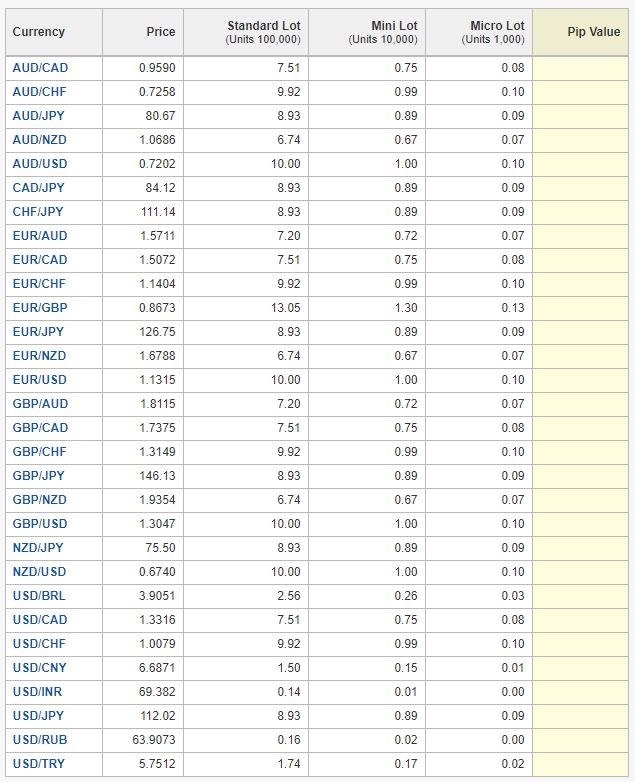 Currency Price Standard Lot Mini Lot Micro Lot Pip Value
(Units 100,000) (Units 10,000) (Units 1,000)
AUD/CAD 0.9590 7.51 0.75 0.08
AUD/CHF 0.7258 9.92 0.99 0.10
AUD/JPY 80.67 8.93 0.89 0.09
AUD/NZD 1.0686 6.74 0.67 0.07
AUD/USD 0.7202 10.00 1.00 0.10
CAD/JPY 84.12 8.93 0.89 0.09
CHF/JPY 111.14 8.93 0.89 0.09
EUR/AUD 1.5711 7.20 0.72 0.07
EUR/CAD 1.5072 7.51 0.75 0.08
EUR/CHF 1.1404 9.92 0.99 0.10
EUR/GBP 0.8673 13.05 1.30 0.13
EUR/JPY 126.75 8.93 0.89 0.09
EUR/NZD 1.6788 6.74 0.67 0.07
EUR/USD 1.1315 10.00 1.00 0.10
GBP/AUD 1.8115 7.20 0.72 0.07
GBP/CAD 1.7375 7.51 0.75 0.08
GBP/CHF 1.3149 9.92 0.99 0.10
GBP/JPY 146.13 8.93 0.89 0.09
GBP/NZD 1.9354 6.74 0.67 0.07
GBP/USD 1.3047 10.00 1.00 0.10
NZD/JPY 75.50 8.93 0.89 0.09
NZD/USD 0.6740 10.00 1.00 0.10
USD/BRL 3.9051 2.56 0.26 0.03
USD/CAD 1.3316 7.51 0.75 0.08
USD/CHF 1.0079 9.92 0.99 0.10
USD/CNY 6.6871 1.50 0.15 0.01
USD/INR 69.382 0.14 0.01 0.00
USD/JPY 112.02 8.93 0.89 0.09
USD/RUB 63.9073 0.16 0.02 0.00
USD/TRY 5.7512 1.74 0.17 0.02